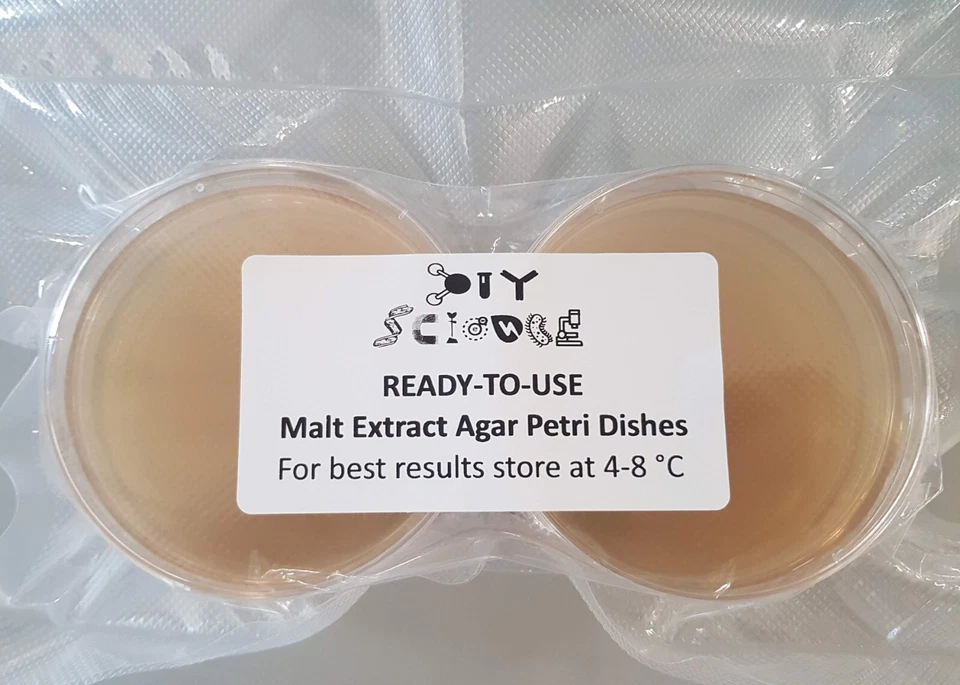 DIY
SCIENCE
READY-TO-USE
Malt Extract Agar Petri Dishes
For best results store at 4-8 °C